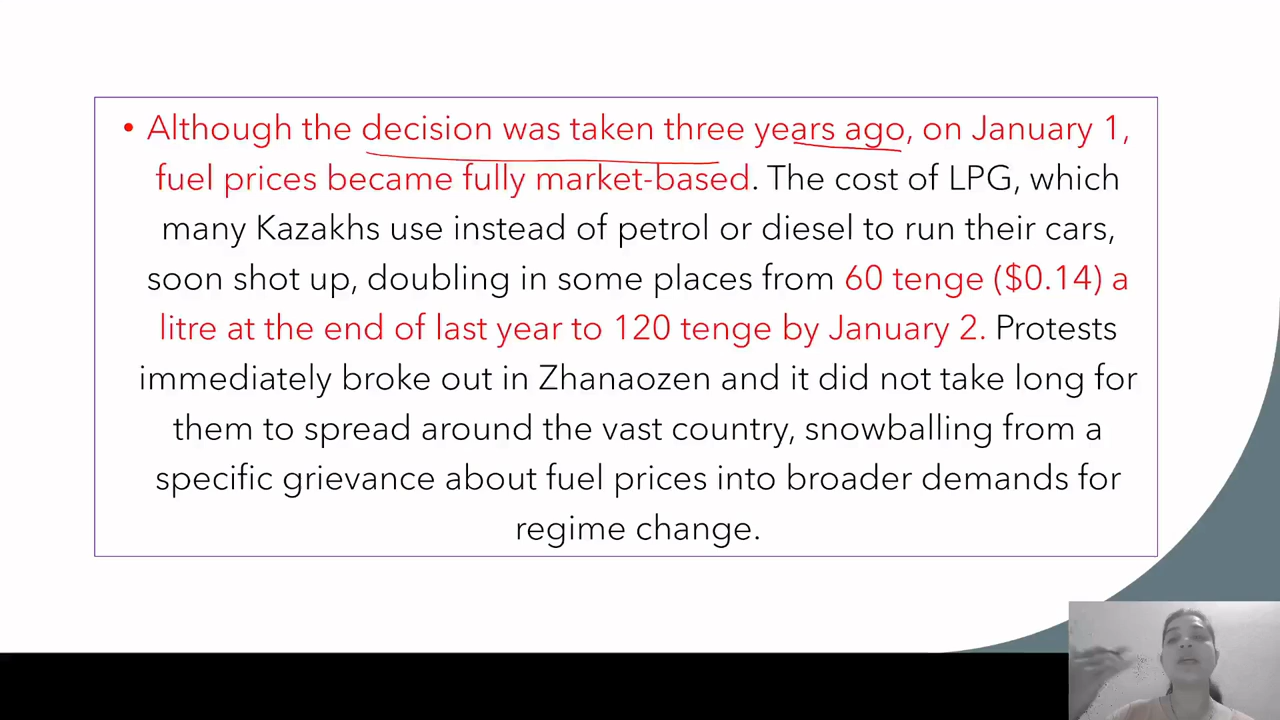 • Although the decision was taken three years ago, on January 1,
fuel prices became fully market-based. The cost of LPG, which
many Kazakhs use instead of petrol or diesel to run their cars,
soon shot up, doubling in some places from 60 tenge ($0.14) a
litre at the end of last year to 120 tenge by January 2. Protests
immediately broke out in Zhanaozen and it did not take long for
them to spread around the vast country, snowballing from a
specific grievance about fuel prices into broader demands for
regime change.